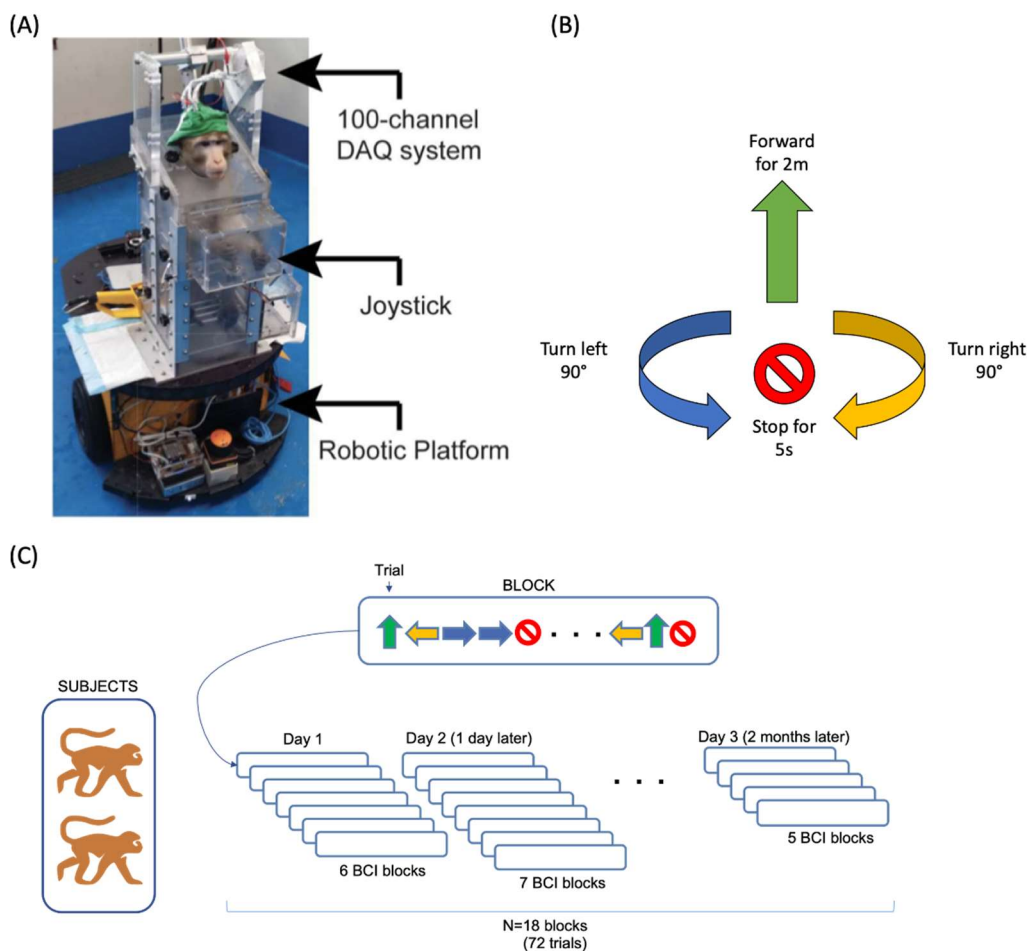 (A)
100-channel
DAQ system
Joystick
Robotic Platform
(B)
Forward
for 2m
Turn left
90°
Turn right
90°
Stop for
5s
(C)
Trial
BLOCK
SUBJECTS
Day 1
Day 2 (1 day later)
Day 3 (2 months later)
6 BCI blocks
7 BCI blocks
5 BCI blocks
N=18 blocks
(72 trials)